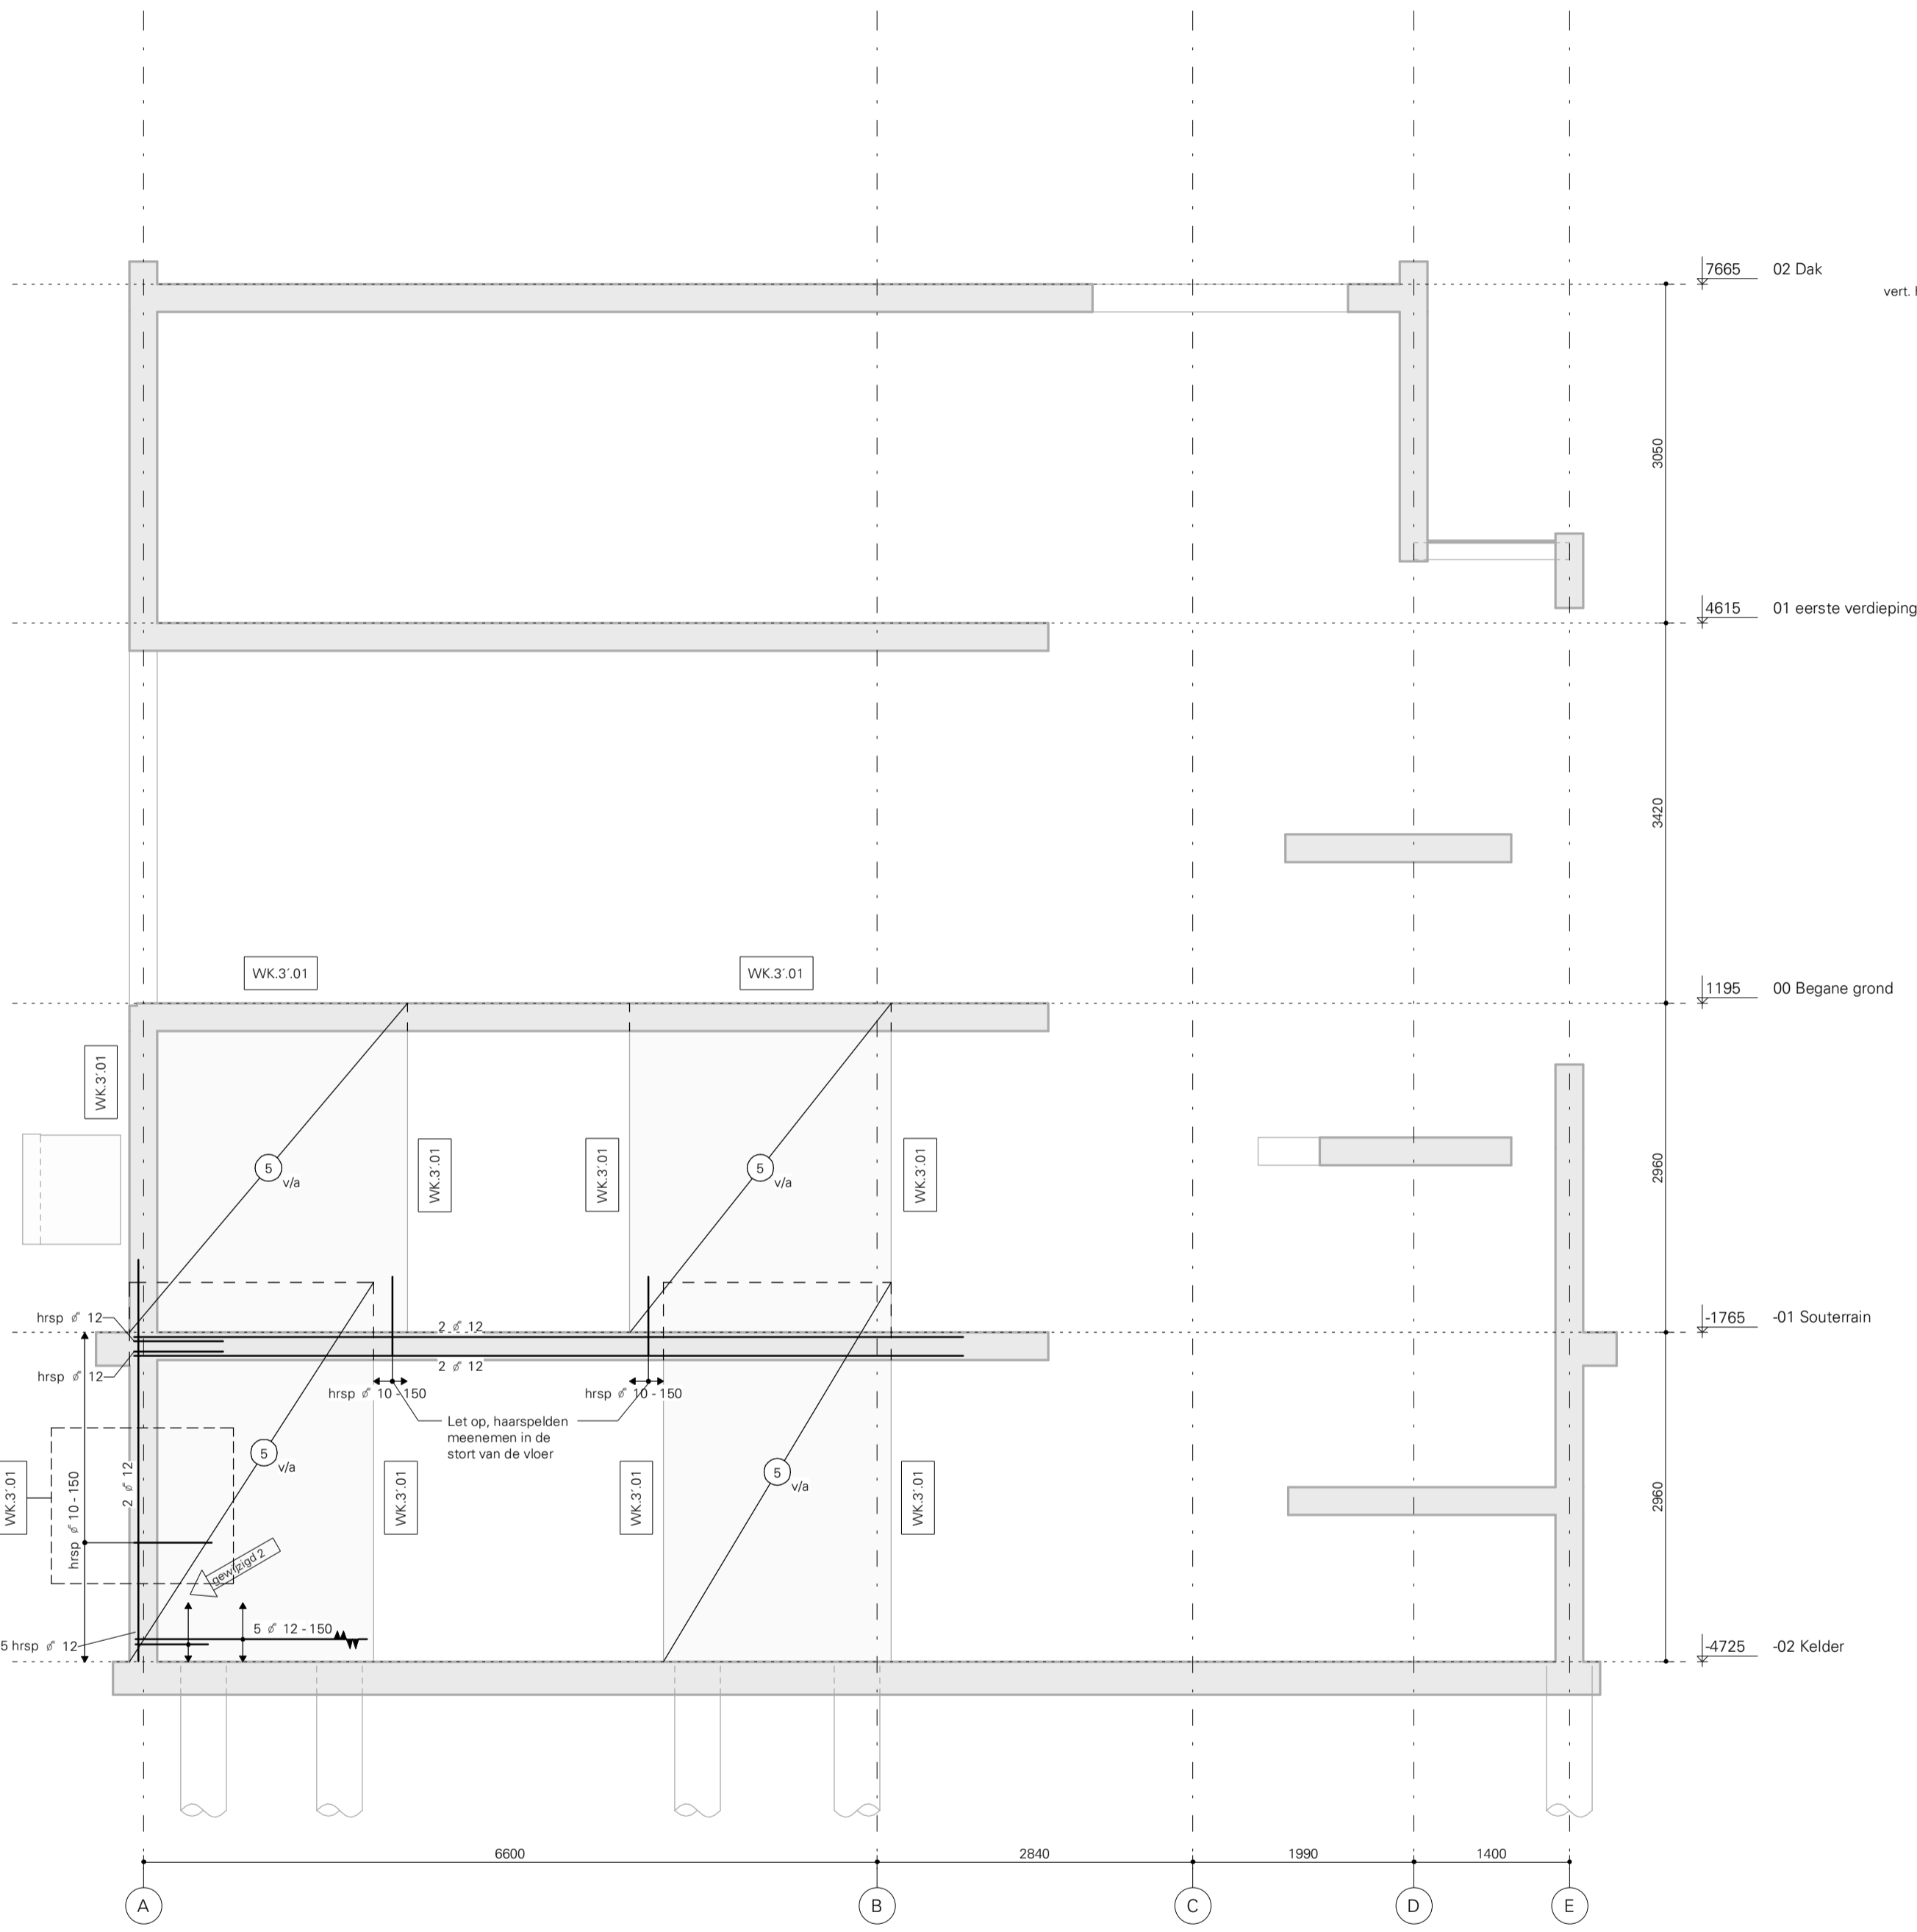 7665 02 Dak
vert.
3050
4615 01 eerste verdieping
3420
WK.3´.01
WK.3´.01
1195 00 Begane grond
WK.3´.01
5
v/a
WK.3´.01
WK.3´.01
5
v/a
WK.3´.01
2960
hrsp ⌀ 12
2 ⌀ 12
-1765 -01 Souterrain
hrsp ⌀ 12
2 ⌀ 12
hrsp ⌀ 10 - 150
hrsp ⌀ 10 - 150
Let op, haarspelden
meenemen in de
stort van de vloer
WK.3´.01
hrsp ⌀ 10 - 150
2 ⌀ 12
5
v/a
WK.3´.01
WK.3´.01
5
v/a
WK.3´.01
2960
gewijzigd 2
5 ⌀ 12 - 150
5 hrsp ⌀ 12
-4725 -02 Kelder
6600
2840
1990
1400
A
B
C
D
E